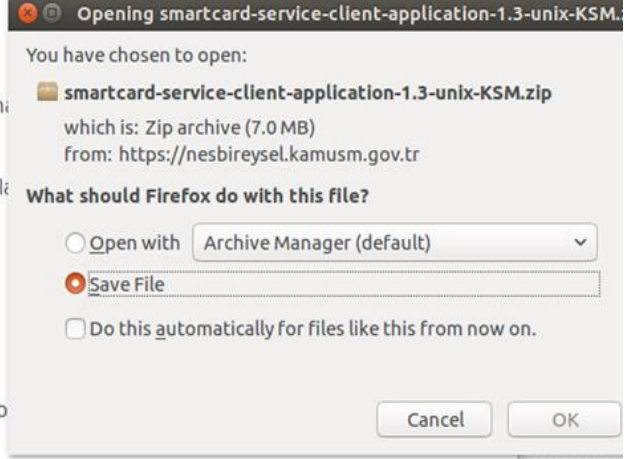 Opening smartcard-service-client-application-1.3-unix-KSM.
You have chosen to open:
smartcard-service-client-application-1.3-unix-KSM.zip
which is: Zip archive (7.0 MB)
from: https://nesbireysel.kamusm.gov.tr
What should Firefox do with this file?
Open with Archive Manager (default)
Save File
Do this automatically for files like this from now on.
Cancel OK